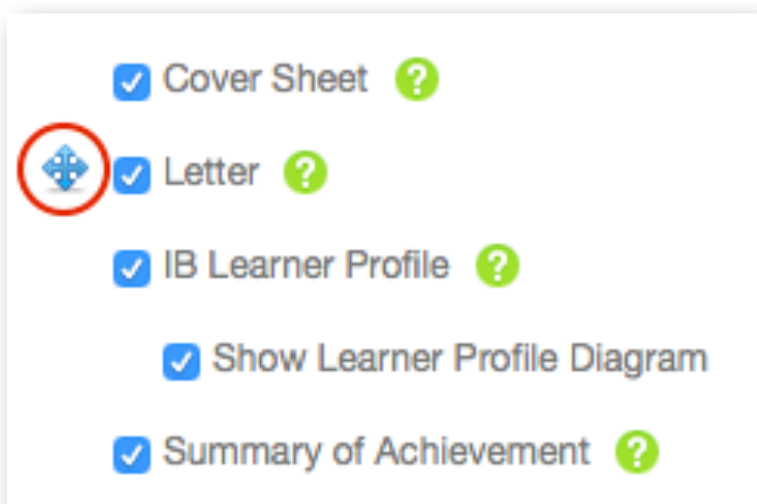 Cover Sheet ?
Letter ?
IB Learner Profile ?
Show Learner Profile Diagram
Summary of Achievement ?